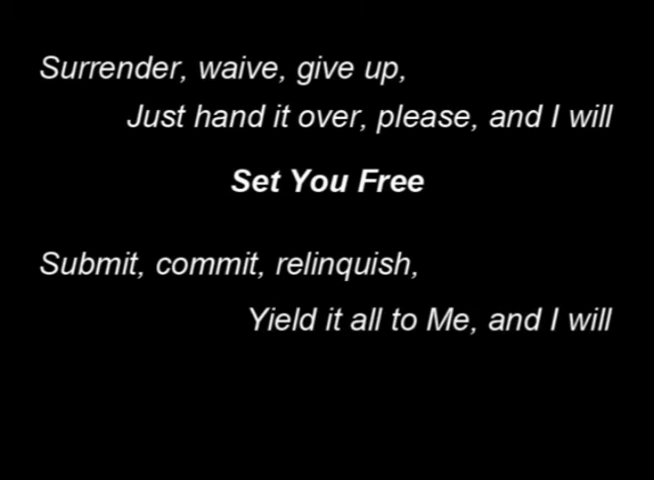 Surrender, waive, give up,
Just hand it over, please, and I will
Set You Free
Submit, commit, relinquish,
Yield it all to Me, and I will